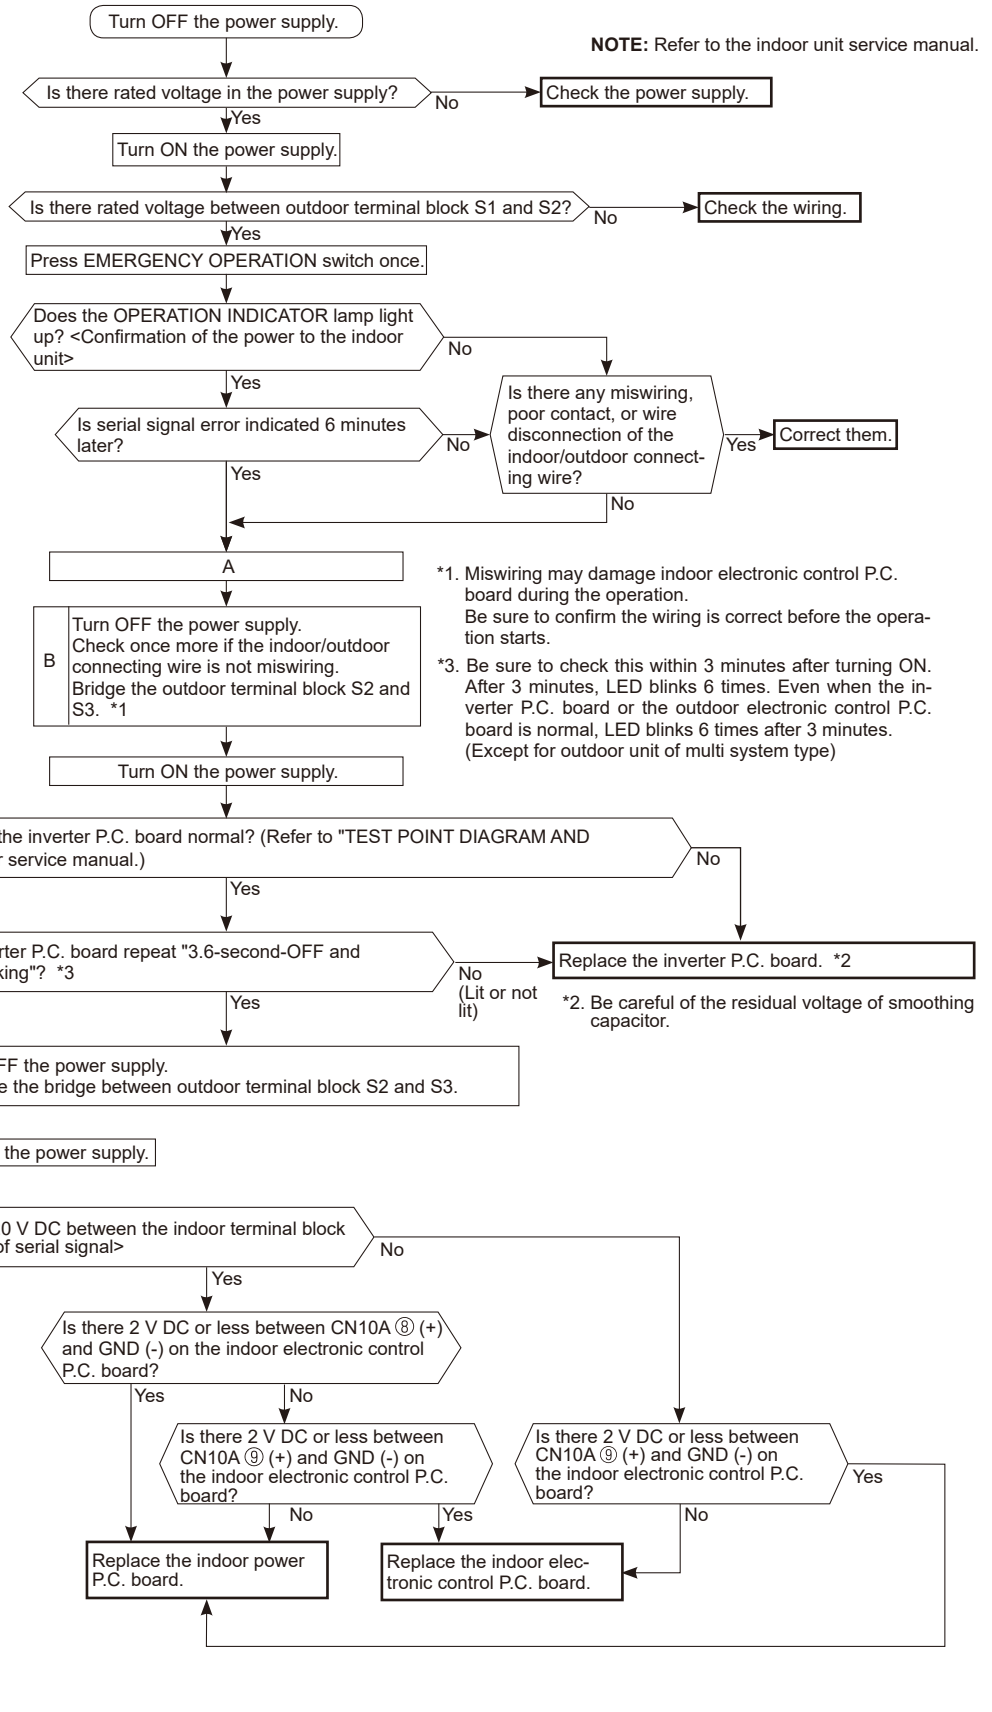 Turn OFF the power supply.
NOTE: Refer to the indoor unit service manual.
Is there rated voltage in the power supply?
No
Check the power supply.
Yes
Turn ON the power supply.
Is there rated voltage between outdoor terminal block S1 and S2?
No
Check the wiring.
Yes
Press EMERGENCY OPERATION switch once.
Does the OPERATION INDICATOR lamp light
up? <Confirmation of the power to the indoor
unit>
No
Yes
Is there any miswiring,
poor contact, or wire
disconnection of the
indoor/outdoor connect-
ing wire?
Yes
Correct them.
Is serial signal error indicated 6 minutes
later?
No
Yes
No
A
B
Turn OFF the power supply.
Check once more if the indoor/outdoor
connecting wire is not miswiring.
Bridge the outdoor terminal block S2 and
S3. *1
*1. Miswiring may damage indoor electronic control P.C.
board during the operation.
Be sure to confirm the wiring is correct before the opera-
tion starts.
*3. Be sure to check this within 3 minutes after turning ON.
After 3 minutes, LED blinks 6 times. Even when the in-
verter P.C. board or the outdoor electronic control P.C.
board is normal, LED blinks 6 times after 3 minutes.
(Except for outdoor unit of multi system type)
Turn ON the power supply.
the inverter P.C. board normal? (Refer to "TEST POINT DIAGRAM AND
r service manual.)
No
Yes
rter P.C. board repeat "3.6-second-OFF and
king"? *3
No
(Lit or not
lit)
Replace the inverter P.C. board. *2
*2. Be careful of the residual voltage of smoothing
capacitor.
Yes
FF the power supply.
e the bridge between outdoor terminal block S2 and S3.
the power supply.
0 V DC between the indoor terminal block
of serial signal>
No
Yes
Is there 2 V DC or less between CN10A ⑧ (+)
and GND (-) on the indoor electronic control
P.C. board?
Yes
No
Is there 2 V DC or less between
CN10A ⑨ (+) and GND (-) on
the indoor electronic control P.C.
board?
Is there 2 V DC or less between
CN10A ⑨ (+) and GND (-) on
the indoor electronic control P.C.
board?
Yes
No
Yes
No
Replace the indoor power
P.C. board.
Replace the indoor elec-
tronic control P.C. board.